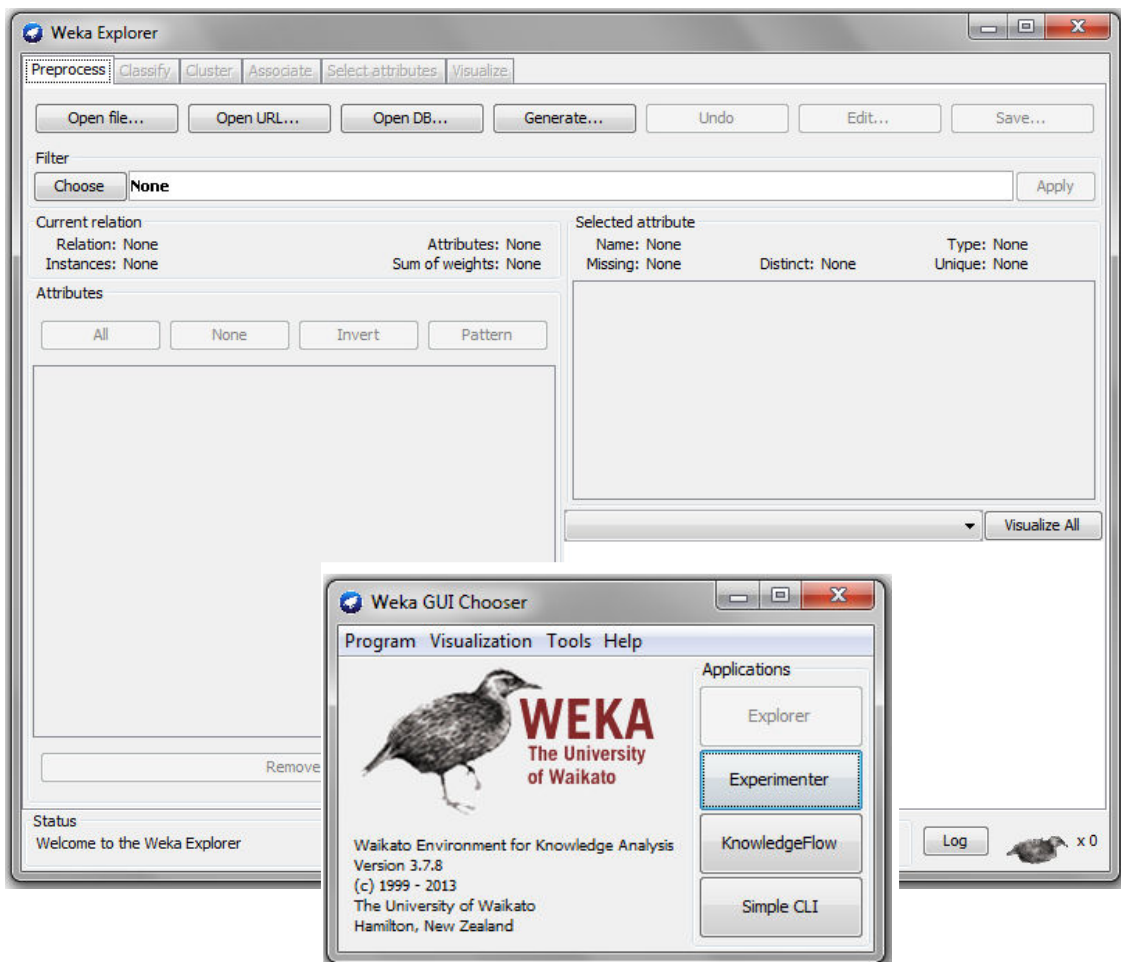 Weka Explorer
Preprocess Classify Cluster Associate Select attributes Visualize
Open file... Open URL... Open DB... Generate... Undo Edit... Save...
Filter
Choose None Apply
Current relation
Relation: None Attributes: None
Instances: None Sum of weights: None
Selected attribute
Name: None Type: None
Missing: None Distinct: None Unique: None
Attributes
All None Invert Pattern
Visualize All
Remove
Status
Welcome to the Weka Explorer
Log x 0
Weka GUI Chooser
Program Visualization Tools Help
WEKA
The University
of Waikato
Waikato Environment for Knowledge Analysis
Version 3.7.8
(c) 1999 - 2013
The University of Waikato
Hamilton, New Zealand
Applications
Explorer
Experimenter
KnowledgeFlow
Simple CLI